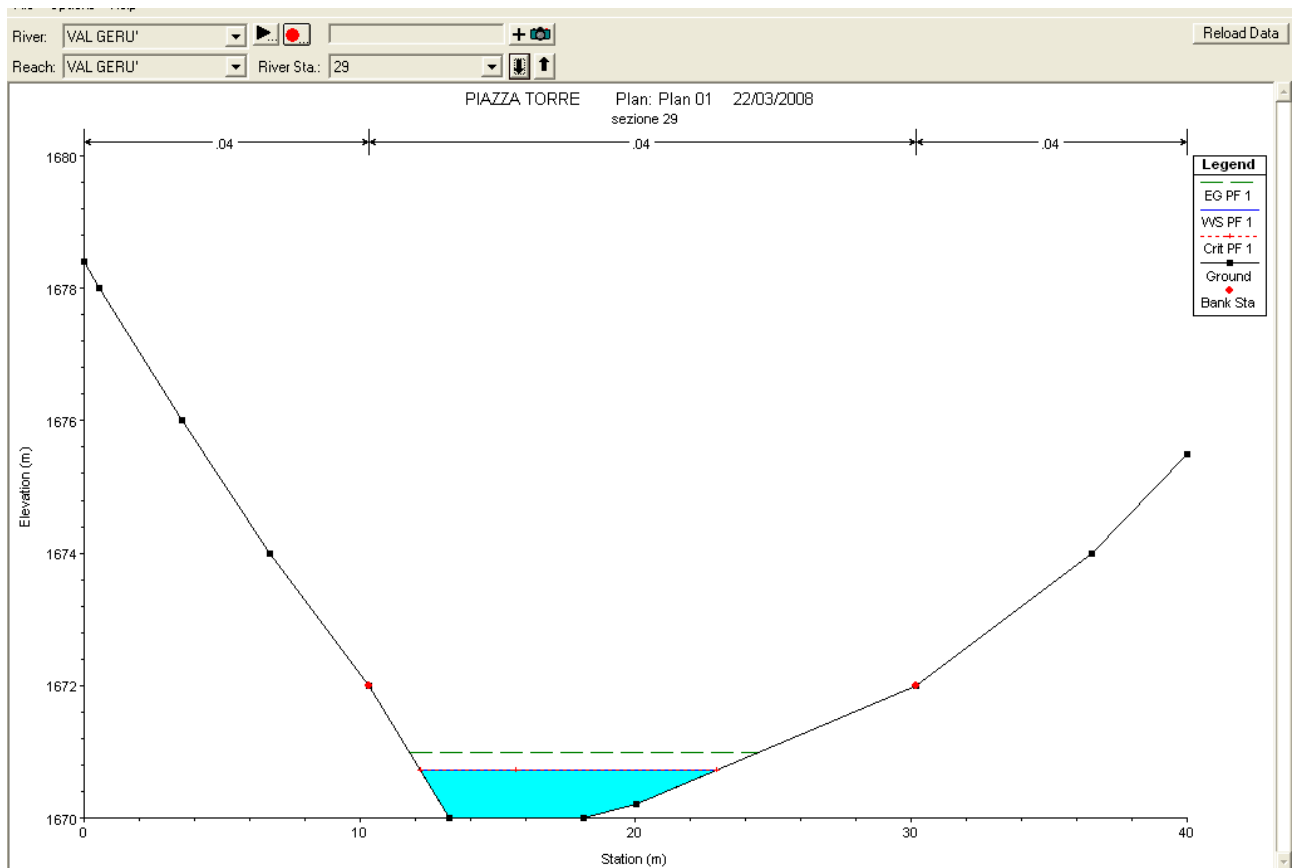 River: VAL GERU' Reload Data
Reach: VAL GERU' River Sta.: 29
PIAZZA TORRE Plan: Plan 01 22/03/2008
sezione 29
.04 .04 .04
Legend
EG PF 1
WS PF 1
Crit PF 1
Ground
Bank Sta
1680
1678
1676
1674
1672
1670
Elevation (m)
0 10 20 30 40
Station (m)